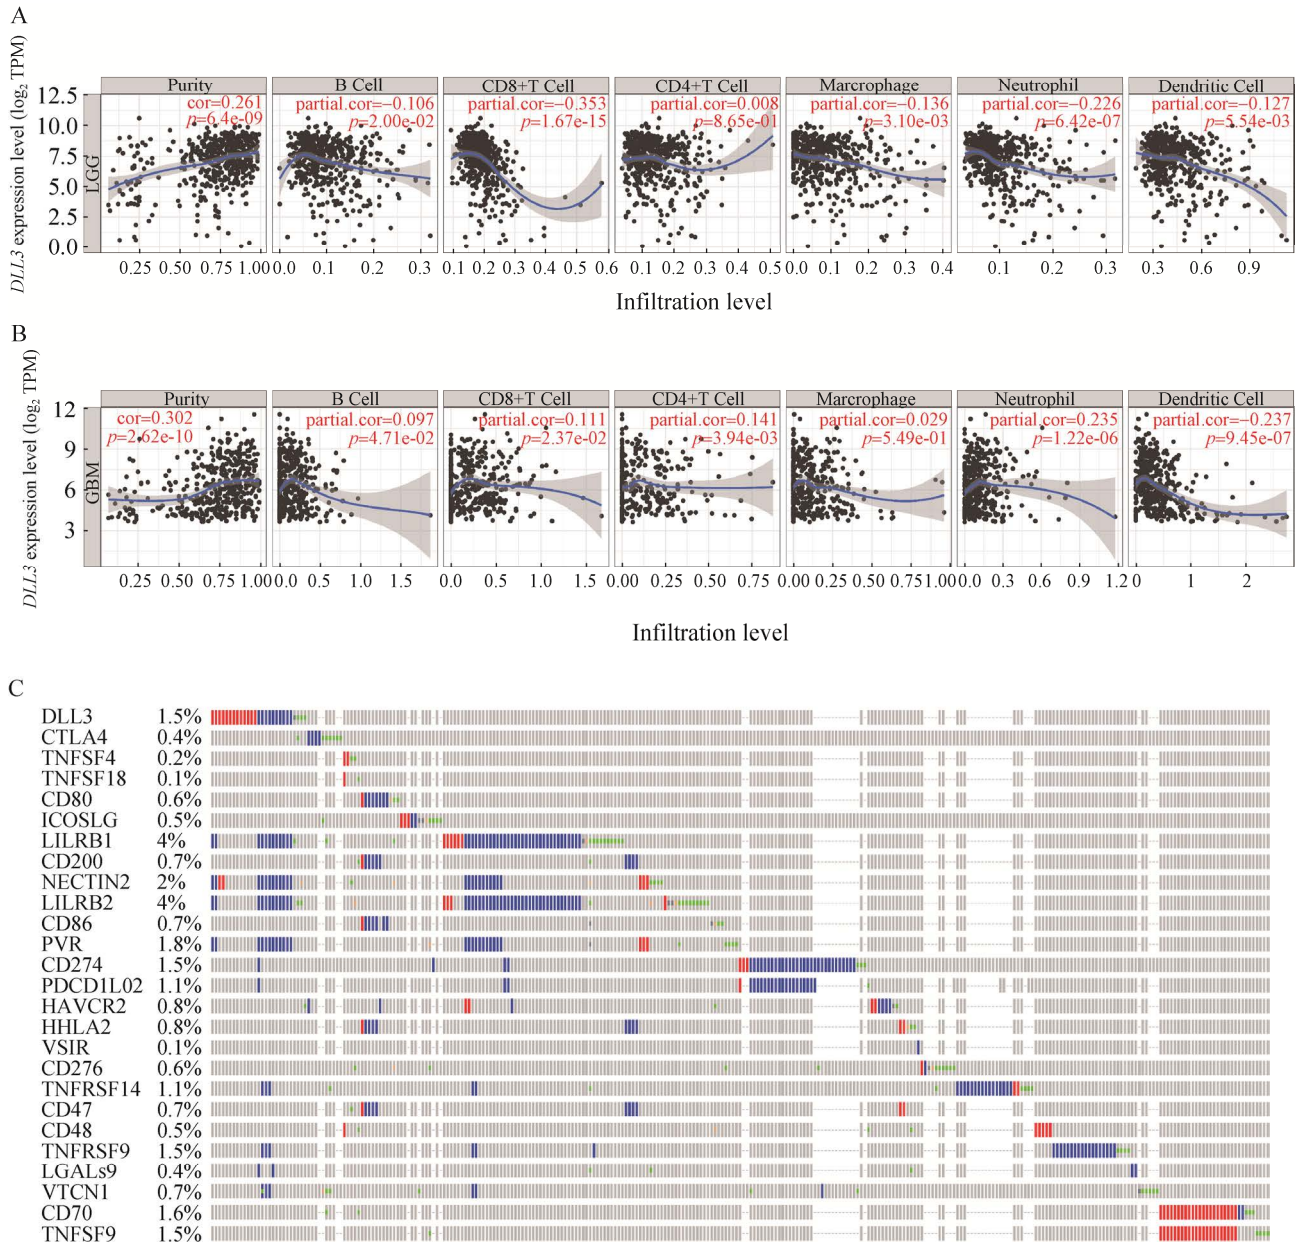 A
DLL3 expression level (log2 TPM)
LGG
Purity B Cell CD8+T Cell CD4+T Cell Marcrophage Neutrophil Dendritic Cell
cor=0.261 partial.cor=−0.106 partial.cor=−0.353 partial.cor=0.008 partial.cor=−0.136 partial.cor=−0.226 partial.cor=−0.127
p=6.4e-09 p=2.00e-02 p=1.67e-15 p=8.65e-01 p=3.10e-03 p=6.42e-07 p=5.54e-03
12.5
10.0
7.5
5.0
2.5
0.0
0.25 0.50 0.75 1.00 0.0 0.1 0.2 0.3 0.1 0.2 0.3 0.4 0.5 0.6 0.1 0.2 0.3 0.4 0.5 0.0 0.1 0.2 0.3 0.4 0.1 0.2 0.3 0.3 0.6 0.9
Infiltration level
B
DLL3 expression level (log2 TPM)
GBM
Purity B Cell CD8+T Cell CD4+T Cell Marcrophage Neutrophil Dendritic Cell
cor=0.302 partial.cor=0.097 partial.cor=0.111 partial.cor=0.141 partial.cor=0.029 partial.cor=0.235 partial.cor=−0.237
p=2.62e-10 p=4.71e-02 p=2.37e-02 p=3.94e-03 p=5.49e-01 p=1.22e-06 p=9.45e-07
12
9
6
3
0.25 0.50 0.75 1.00 0.0 0.5 1.0 1.5 0.0 0.5 1.0 1.5 0.00 0.25 0.50 0.75 0.00 0.25 0.50 0.75 1.00 0.0 0.3 0.6 0.9 1.2 0 1 2
Infiltration level
C
DLL3 1.5%
CTLA4 0.4%
TNFSF4 0.2%
TNFSF18 0.1%
CD80 0.6%
ICOSLG 0.5%
LILRB1 4%
CD200 0.7%
NECTIN2 2%
LILRB2 4%
CD86 0.7%
PVR 1.8%
CD274 1.5%
PDCD1L02 1.1%
HAVCR2 0.8%
HHLA2 0.8%
VSIR 0.1%
CD276 0.6%
TNFRSF14 1.1%
CD47 0.7%
CD48 0.5%
TNFRSF9 1.5%
LGALs9 0.4%
VTCN1 0.7%
CD70 1.6%
TNFSF9 1.5%